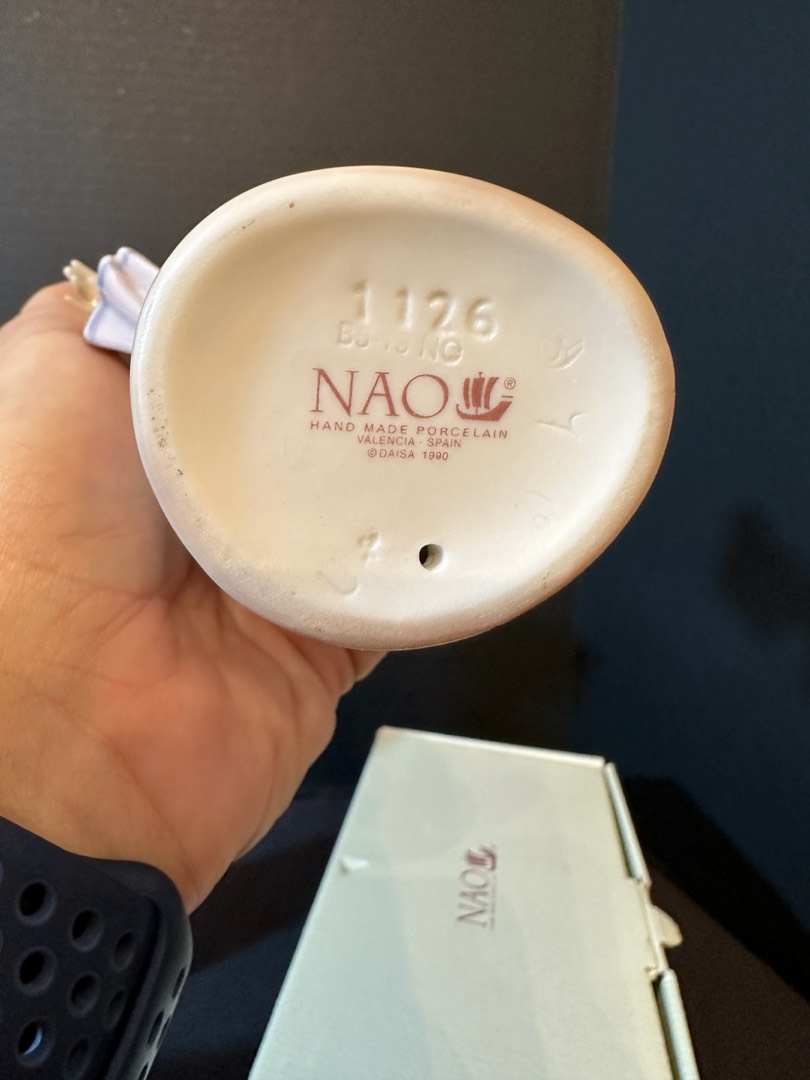 1126
NAO®
HAND MADE PORCELAIN
VALENCIA - SPAIN
©DAISA 1990
NAO